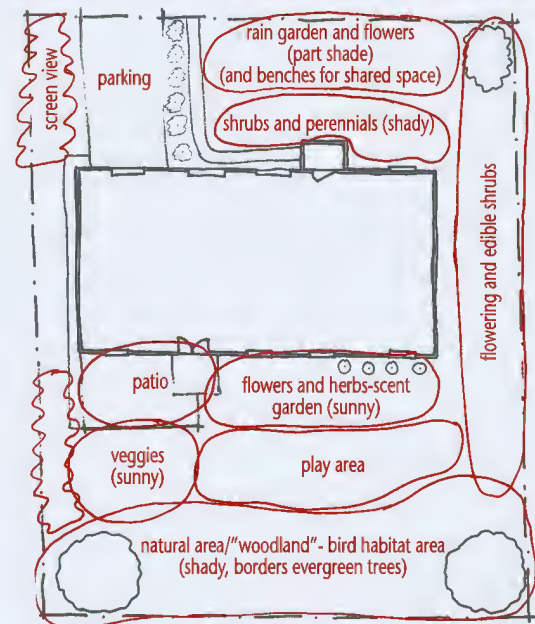 screen view
parking
rain garden and flowers
(part shade)
(and benches for shared space)
shrubs and perennials (shady)
flowering and edible shrubs
patio
flowers and herbs-scent
garden (sunny)
veggies
(sunny)
play area
natural area/"woodland"- bird habitat area
(shady, borders evergreen trees)